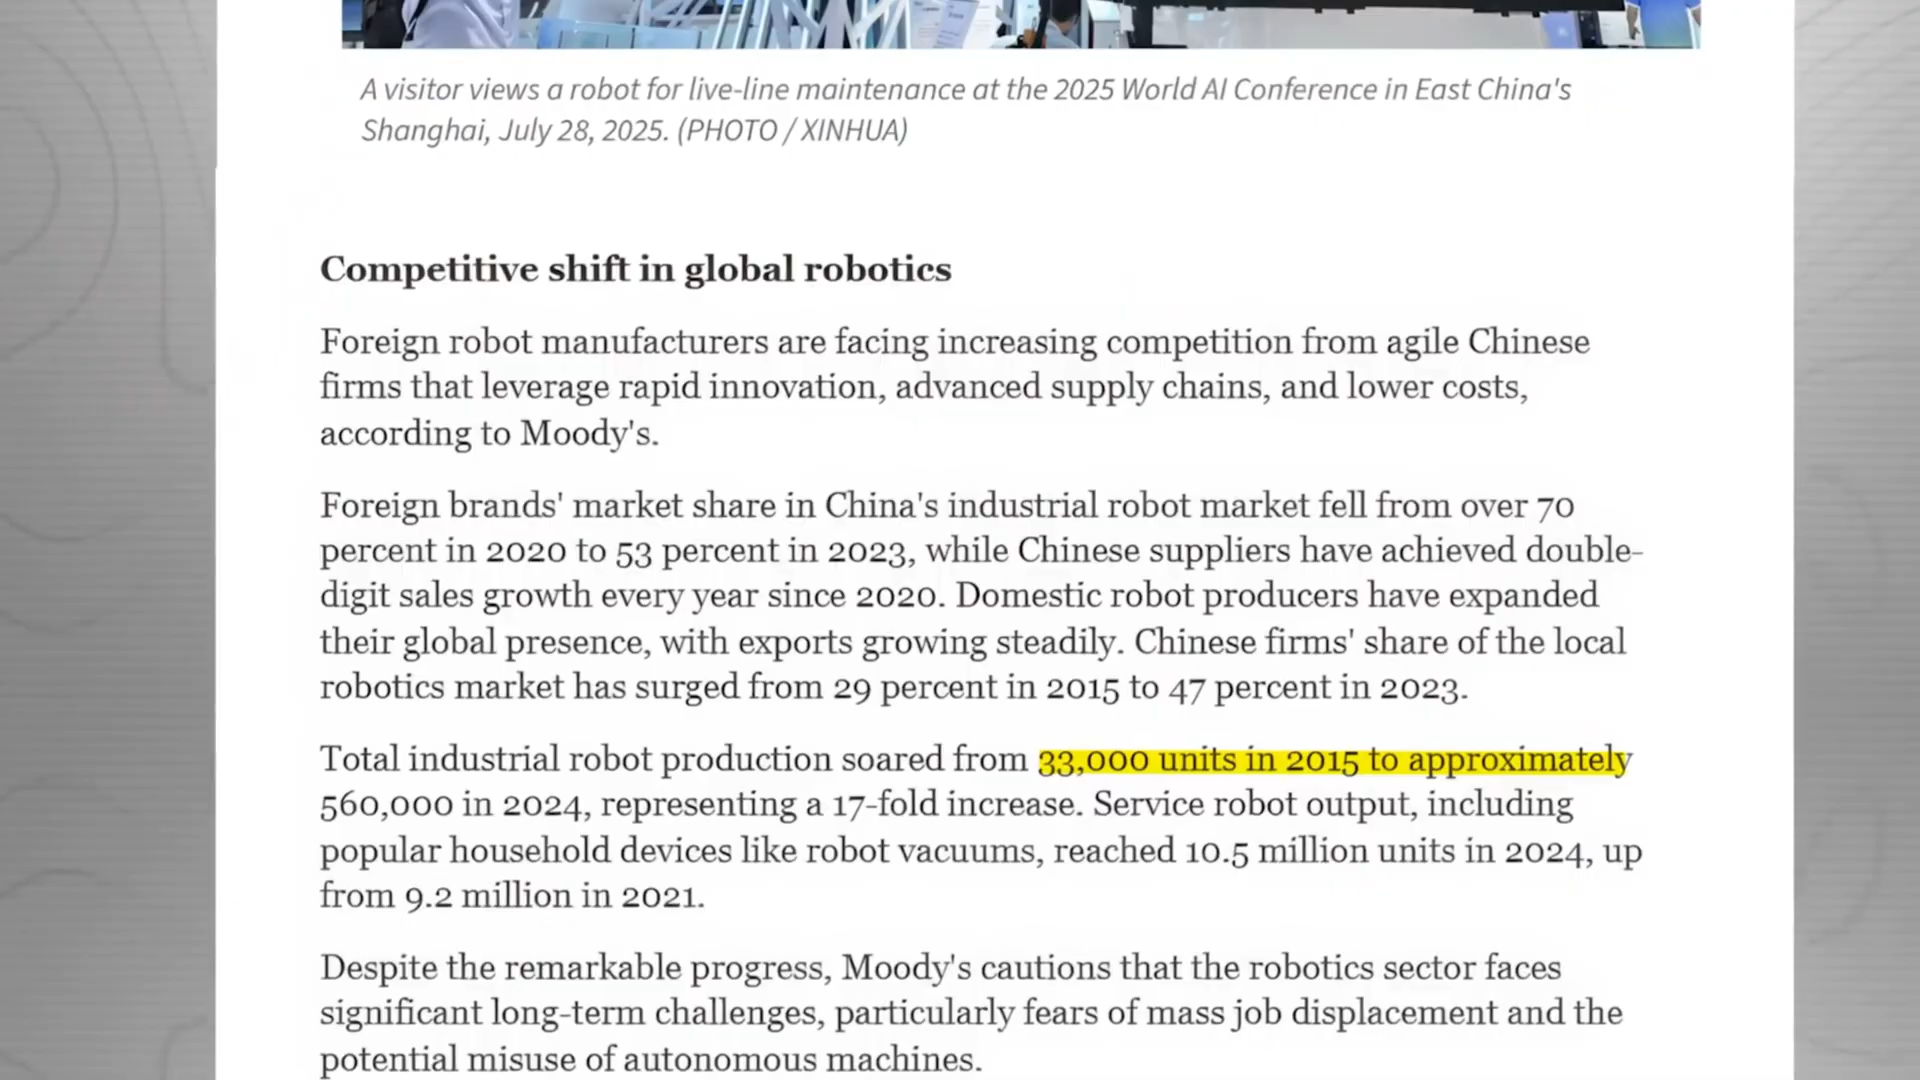 A visitor views a robot for live-line maintenance at the 2025 World AI Conference in East China's
Shanghai, July 28, 2025. (PHOTO / XINHUA)
Competitive shift in global robotics
Foreign robot manufacturers are facing increasing competition from agile Chinese
firms that leverage rapid innovation, advanced supply chains, and lower costs,
according to Moody's.
Foreign brands' market share in China's industrial robot market fell from over 70
percent in 2020 to 53 percent in 2023, while Chinese suppliers have achieved double-
digit sales growth every year since 2020. Domestic robot producers have expanded
their global presence, with exports growing steadily. Chinese firms' share of the local
robotics market has surged from 29 percent in 2015 to 47 percent in 2023.
Total industrial robot production soared from 33,000 units in 2015 to approximately
560,000 in 2024, representing a 17-fold increase. Service robot output, including
popular household devices like robot vacuums, reached 10.5 million units in 2024, up
from 9.2 million in 2021.
Despite the remarkable progress, Moody's cautions that the robotics sector faces
significant long-term challenges, particularly fears of mass job displacement and the
potential misuse of autonomous machines.